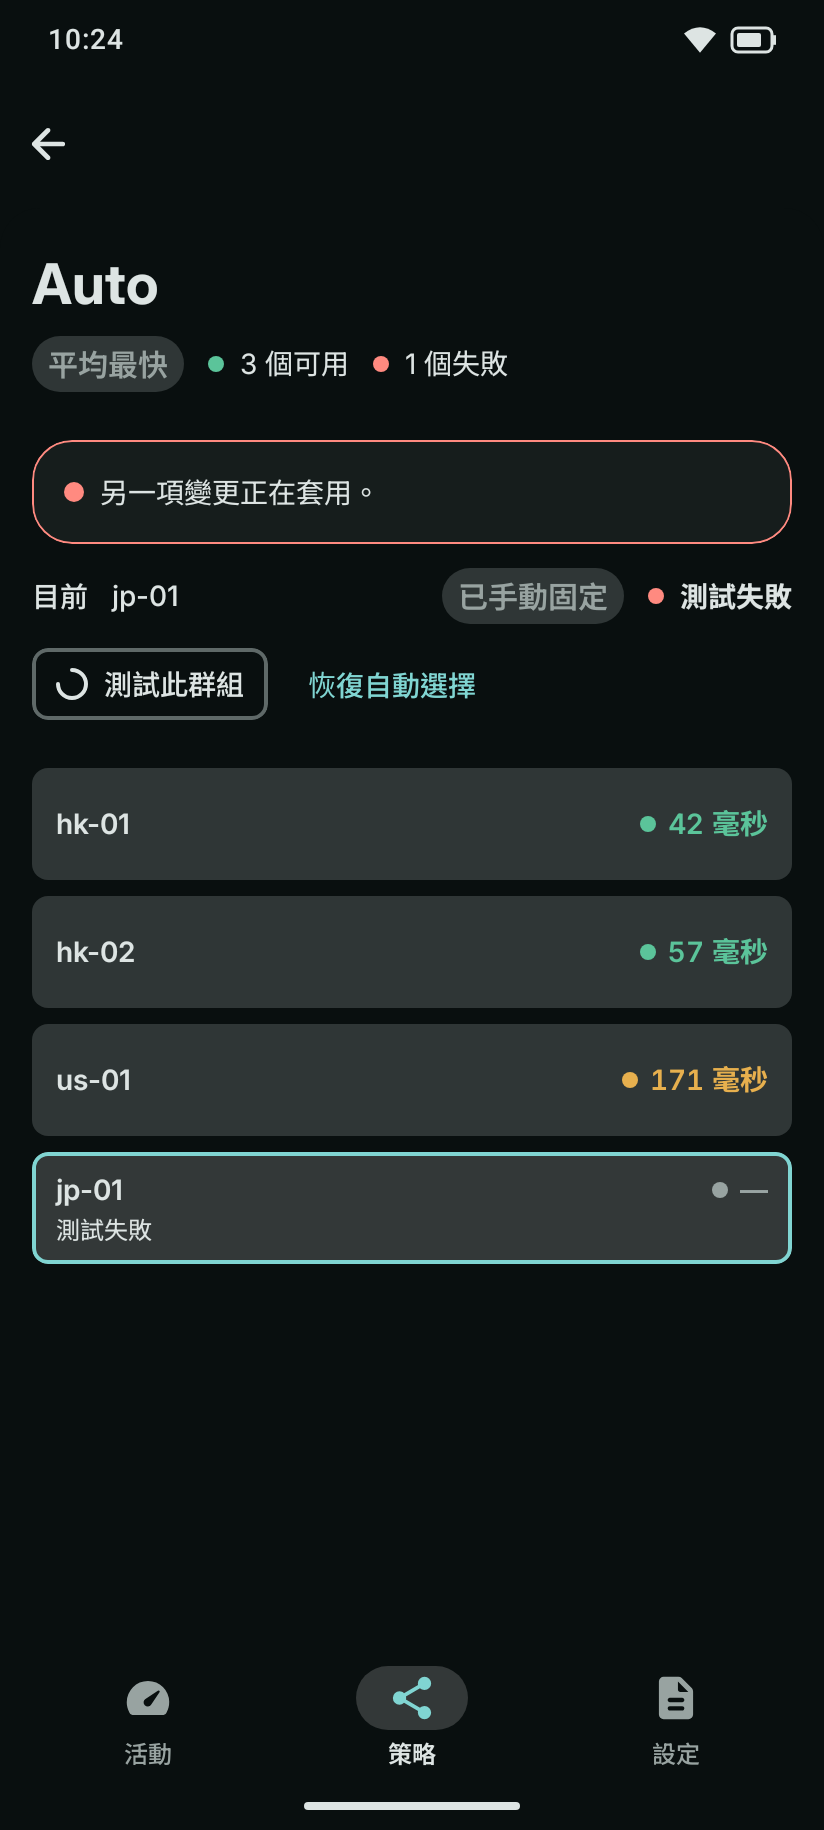 10:24
Auto
平均最快 3 個可用 1 個失敗
另一項變更正在套用。
目前 jp-01 已手動固定 測試失敗
測試此群組 恢復自動選擇
hk-01 42 毫秒
hk-02 57 毫秒
us-01 171 毫秒
jp-01 —
測試失敗
活動 策略 設定